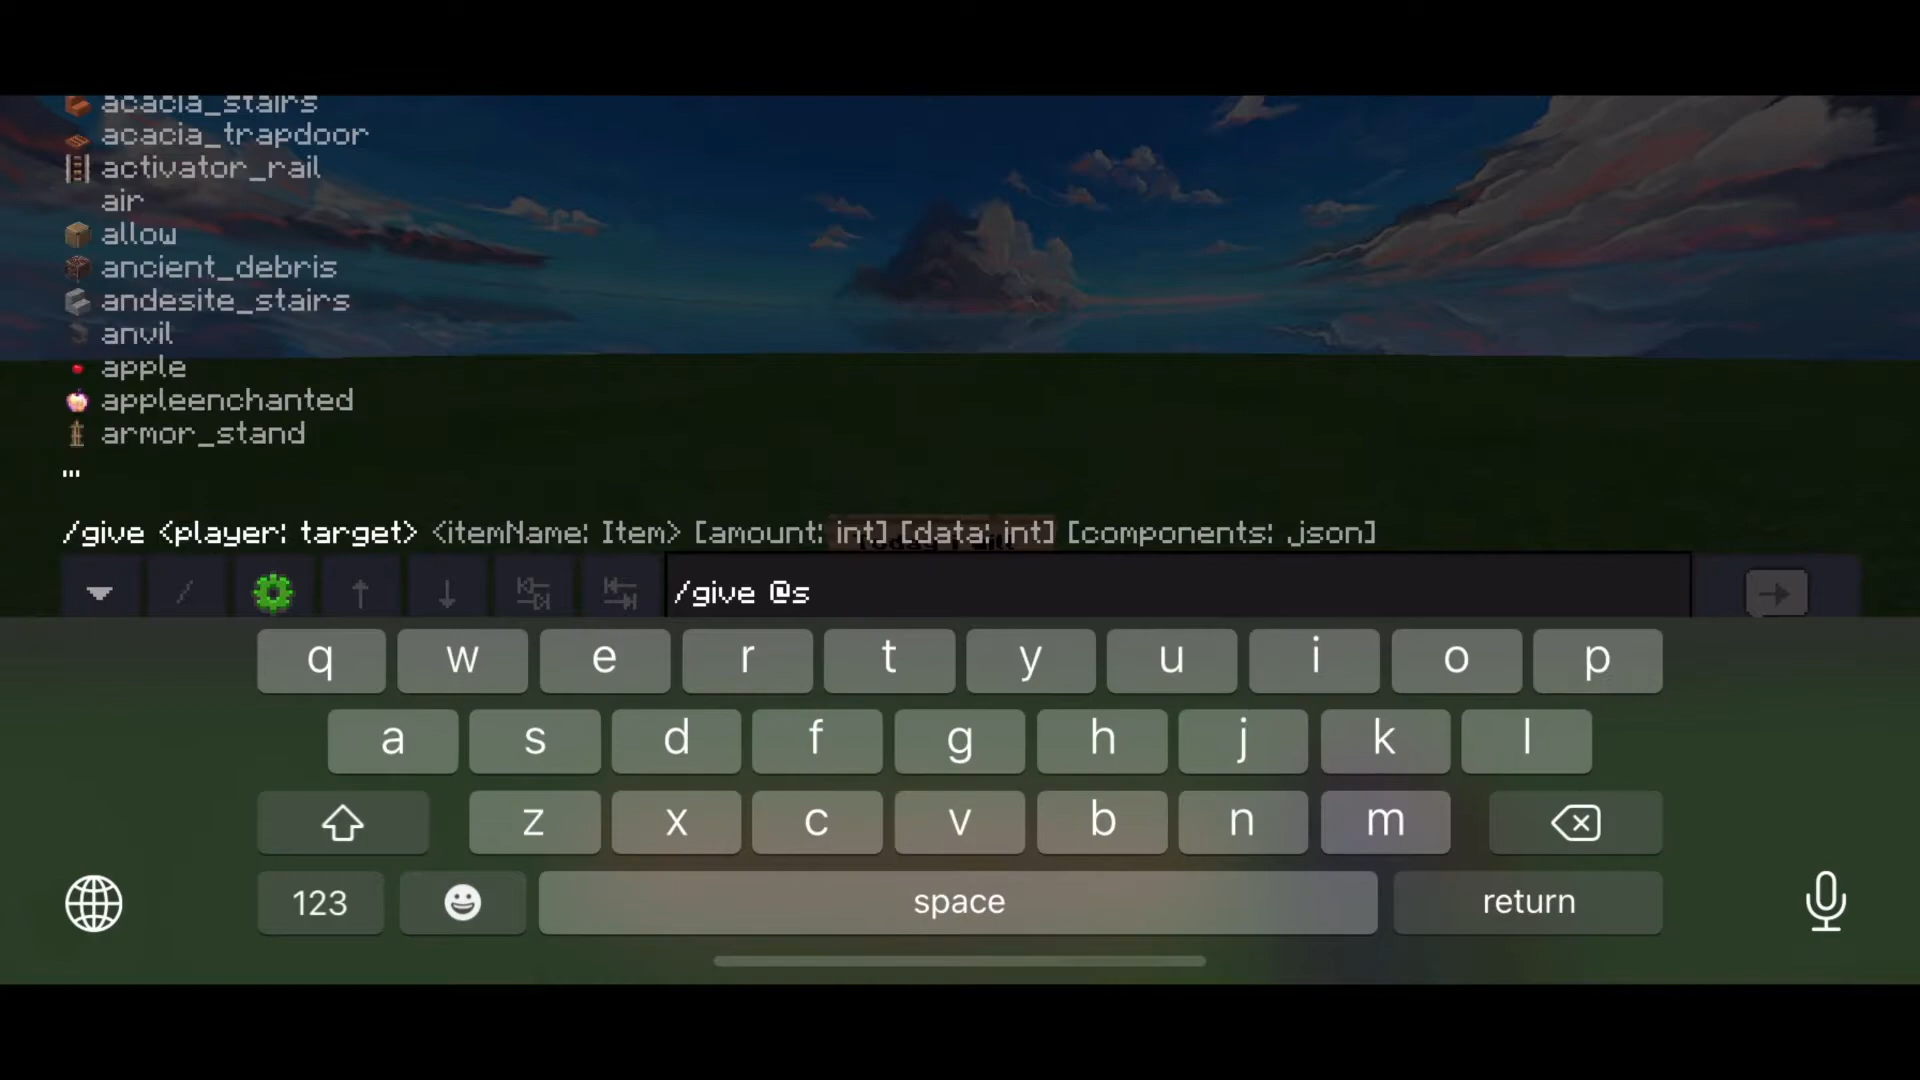 acacia_stairs
acacia_trapdoor
activator_rail
air
allow
ancient_debris
andesite_stairs
anvil
apple
appleenchanted
armor_stand
...
/give <player: target> <itemName: Item> [amount: int] [data: int] [components: json]
/ /give @s
q w e r t y u i o p
a s d f g h j k l
z x c v b n m
123 space return